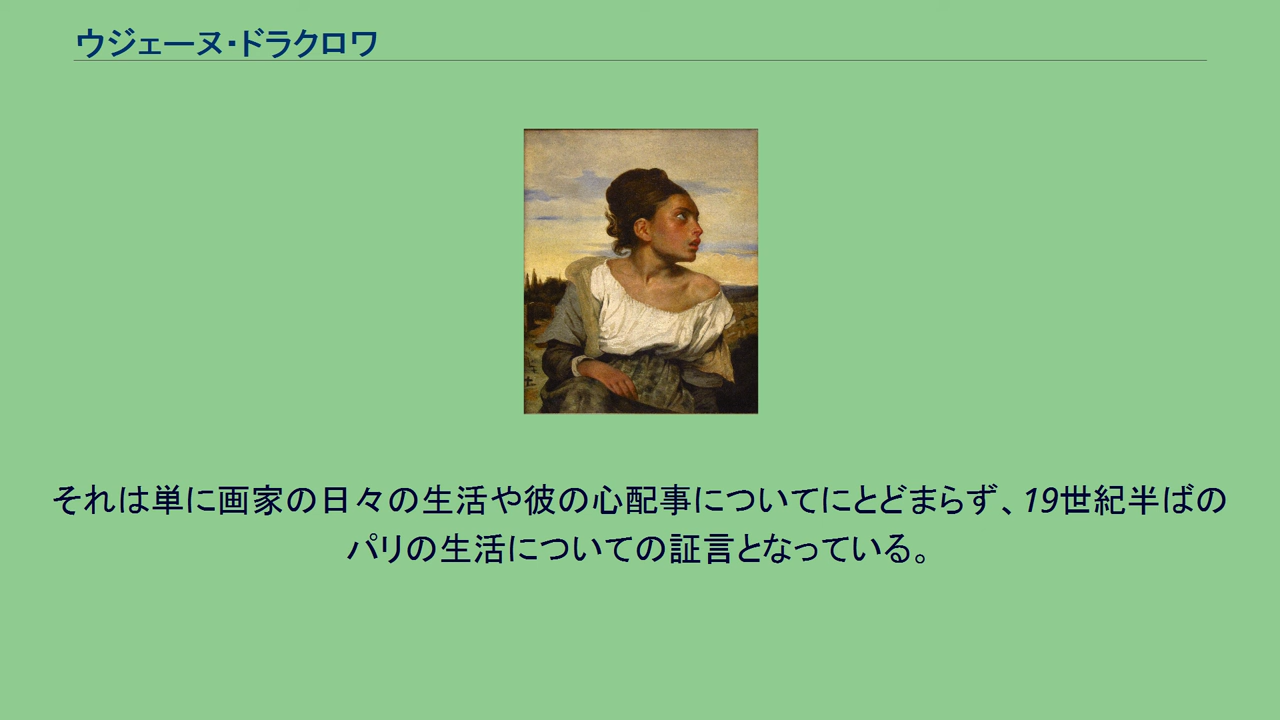 ウジェーヌ・ドラクロワ
それは単に画家の日々の生活や彼の心配事についてにとどまらず、19世紀半ばの
パリの生活についての証言となっている。